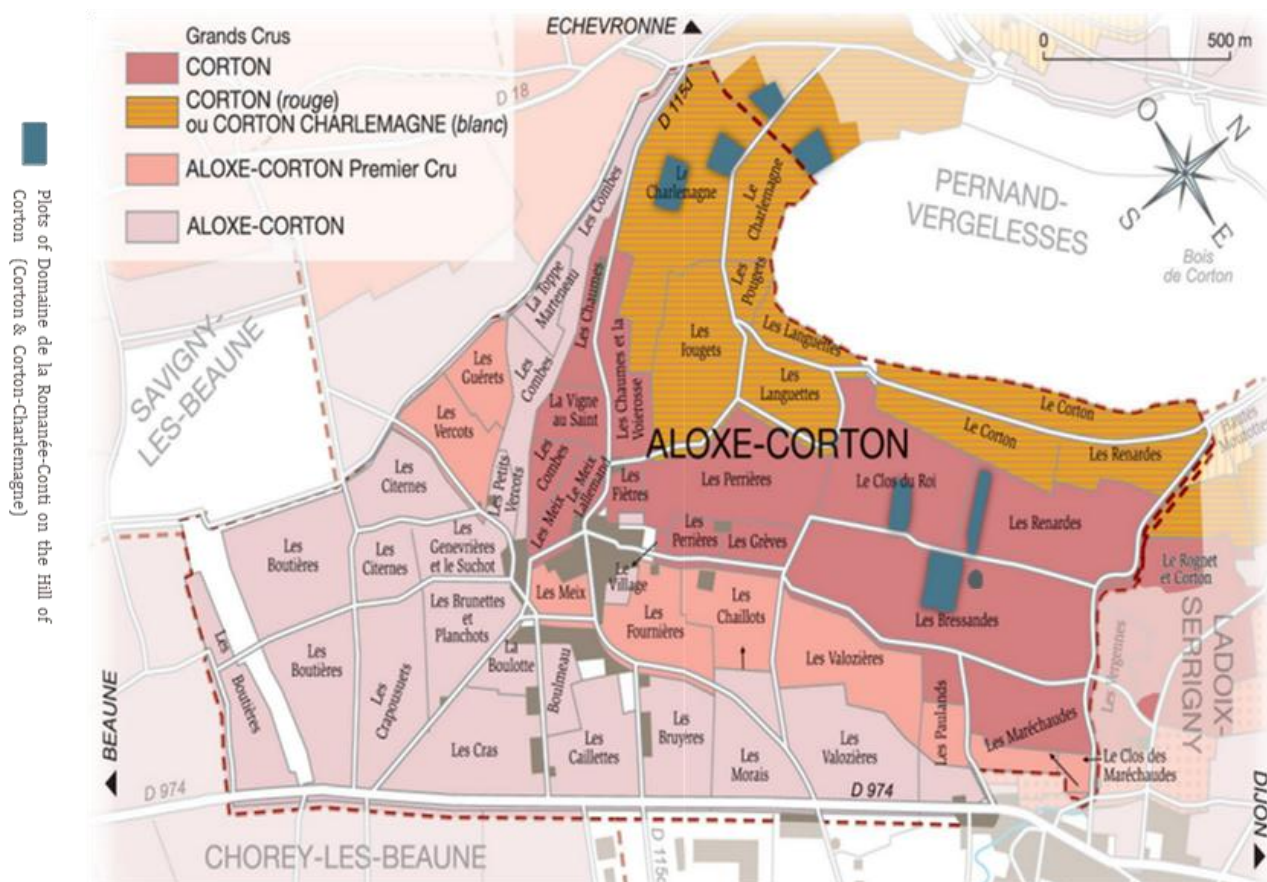 Plots of Domaine de la Romanée-Conti on the Hill of
Corton (Corton & Corton-Charlemagne)
Grands Crus
CORTON
CORTON (rouge)
ou CORTON CHARLEMAGNE (blanc)
ALOXE-CORTON Premier Cru
ALOXE-CORTON
ECHEVRONNE
0 500 m
O
N
S
E
D 18
D 115d
PERNAND-
VERGELESSES
Bois
de Corton
SAVIGNY-
LES-BEAUNE
Les Combes
Le
Charlemagne
Le Charlemagne
La Toppe
Marteneau
Les Chaumes
Les Pougets
Les Fougets
Les Languettes
Les
Languettes
Les Guérets
Les Combes
Les Vercots
La Vigne
au Saint
Les Chaumes et la
Voierosse
Le Corton
Le Corton
Les Renardes
Hautes
Mourottes
ALOXE-CORTON
Les Citernes
Les Petits
Vercots
Les
Combes
Le Meix
Lallemand
Les Meix
Les
Fiètres
Les Perrières
Le Clos du Roi
Les Renardes
Les
Boutières
Les
Citernes
Les
Genevrières
et le Suchot
Les
Perrières
Les Grèves
Le
Village
Le Rognet
et Corton
Les Meix
Les Brunettes
et
Planchots
Les
Fournières
Les
Chaillots
Les Bressandes
Les Vergennes
LADOIX-
SERRIGNY
Les
Boutières
Les
Boutières
Les
Crapousuets
La
Boulotte
Boulmeau
Les Valozières
Les Cras
Les
Caillettes
Les
Bruyères
Les
Morais
Les
Valozières
Les Paulands
Les Maréchaudes
Le Clos des
Maréchaudes
BEAUNE
D 974
D 974
DIJON
CHOREY-LES-BEAUNE
D 115d